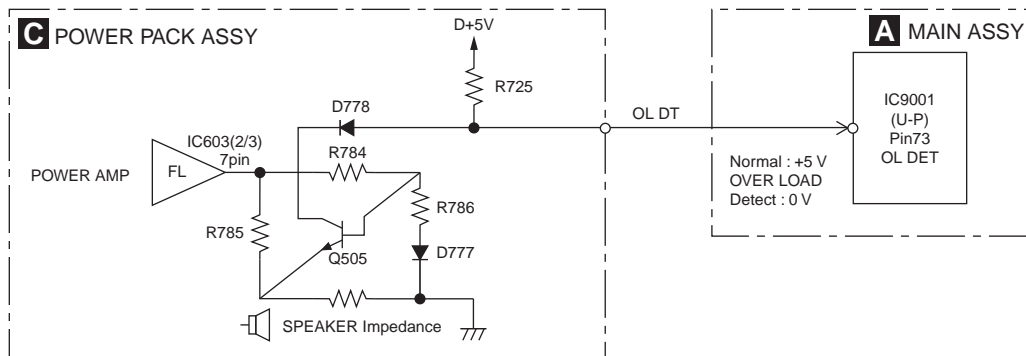 C POWER PACK ASSY
D+5V
R725
D778
OL DT
IC603(2/3)
7pin
POWER AMP
FL
R784
R786
R785
Q505
D777
SPEAKER Impedance
A MAIN ASSY
IC9001
(U-P)
Pin73
OL DET
Normal : +5 V
OVER LOAD
Detect : 0 V